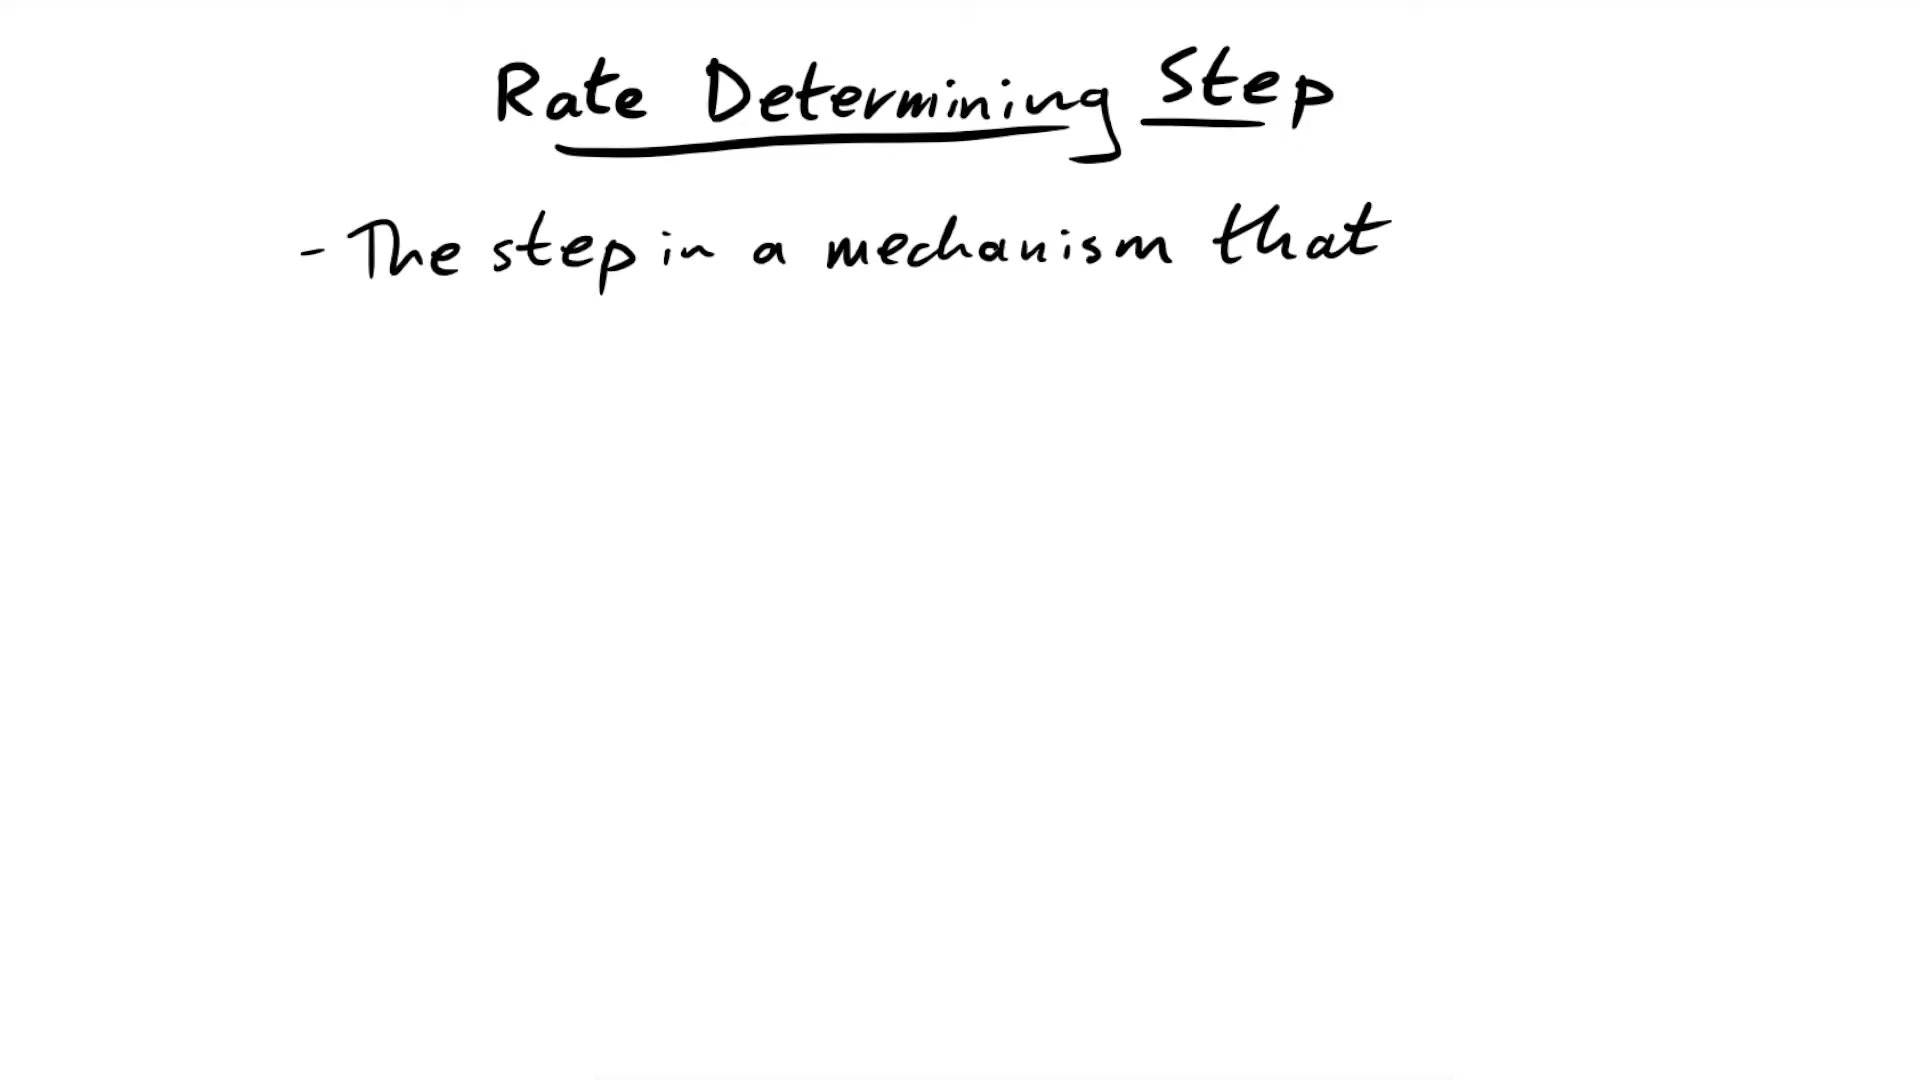 Rate Determining Step
- The step in a mechanism that